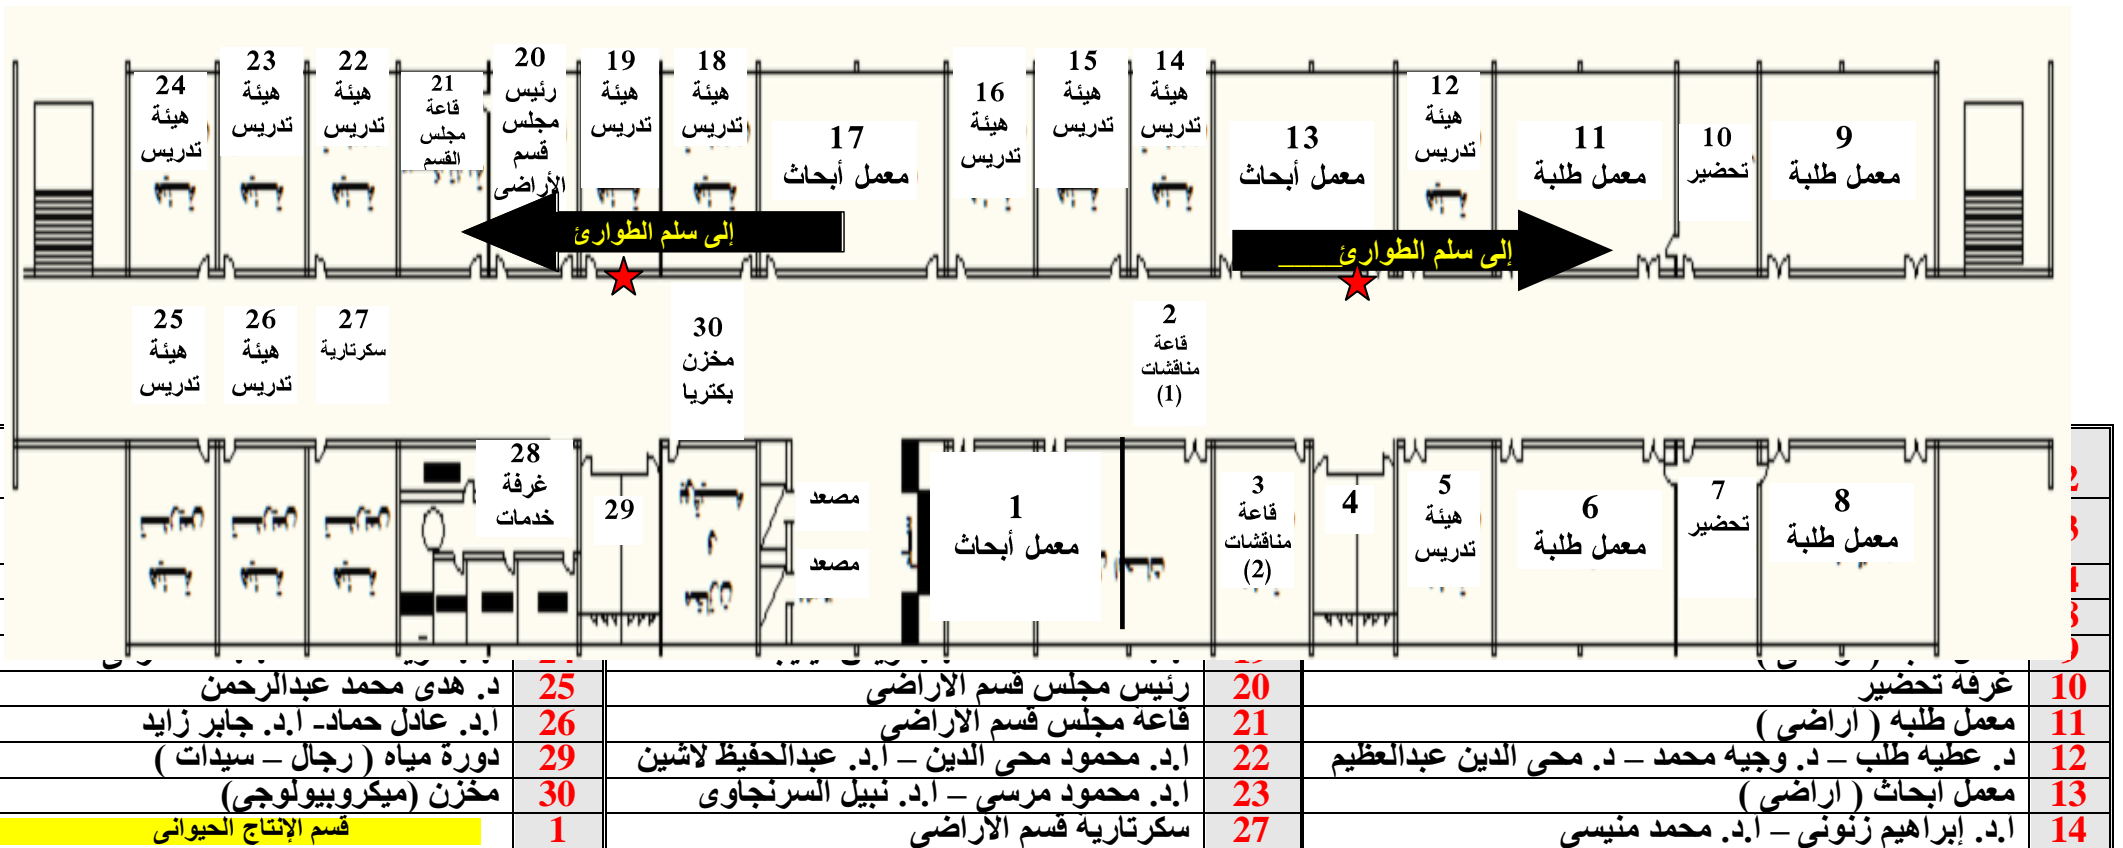 24
هيئة
تدريس
23
هيئة
تدريس
22
هيئة
تدريس
21
قاعة
مجلس
القسم
20
رئيس
مجلس
قسم
الأراضى
19
هيئة
تدريس
18
هيئة
تدريس
17
معمل أبحاث
16
هيئة
تدريس
15
هيئة
تدريس
14
هيئة
تدريس
13
معمل أبحاث
12
هيئة
تدريس
11
معمل طلبة
10
تحضير
9
معمل طلبة
إلى سلم الطوارئ
إلى سلم الطوارئ
25
هيئة
تدريس
26
هيئة
تدريس
27
سكرتارية
30
مخزن
بكتريا
2
قاعة
مناقشات
(1)
28
غرفة
خدمات
29
مصعد
مصعد
1
معمل أبحاث
3
قاعة
مناقشات
(2)
4
5
هيئة
تدريس
6
معمل طلبة
7
تحضير
8
معمل طلبة
10 غرفة تحضير 20 رئيس مجلس قسم الاراضى 25 د. هدى محمد عبدالرحمن
11 معمل طلبه ( اراضى ) 21 قاعة مجلس قسم الاراضى 26 ا.د. عادل حماد- ا.د. جابر زايد
12 د. عطيه طلب – د. وجيه محمد – د. محى الدين عبدالعظيم 22 ا.د. محمود محى الدين – ا.د. عبدالحفيظ لاشين 29 دورة مياه ( رجال – سيدات )
13 معمل ابحاث ( اراضى ) 23 ا.د. محمود مرسى – ا.د. نبيل السرنجاوى 30 مخزن (ميكروبيولوجى)
14 ا.د. إبراهيم زنونى – ا.د. محمد منيسى 27 سكرتارية قسم الاراضى 1 قسم الإنتاج الحيوانى